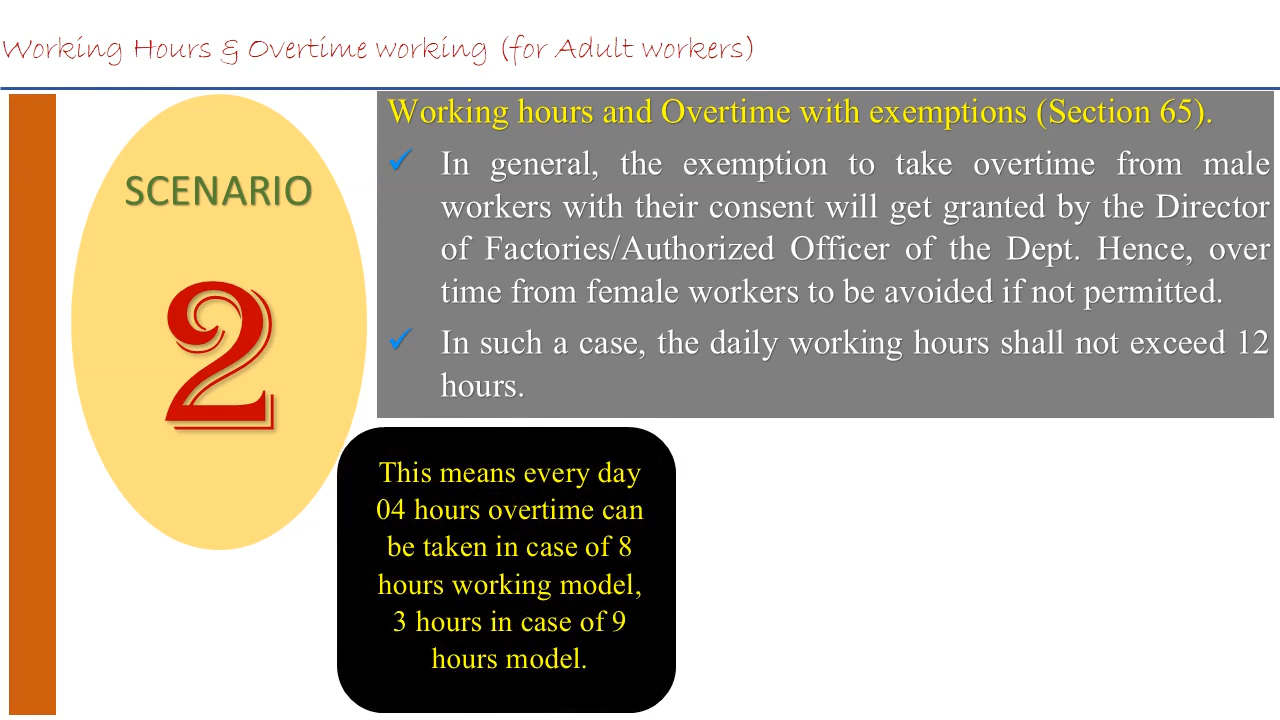 Working Hours & Overtime working (for Adult workers)
SCENARIO
2
Working hours and Overtime with exemptions (Section 65).
✓ In general, the exemption to take overtime from male
workers with their consent will get granted by the Director
of Factories/Authorized Officer of the Dept. Hence, over
time from female workers to be avoided if not permitted.
✓ In such a case, the daily working hours shall not exceed 12
hours.
This means every day
04 hours overtime can
be taken in case of 8
hours working model,
3 hours in case of 9
hours model.